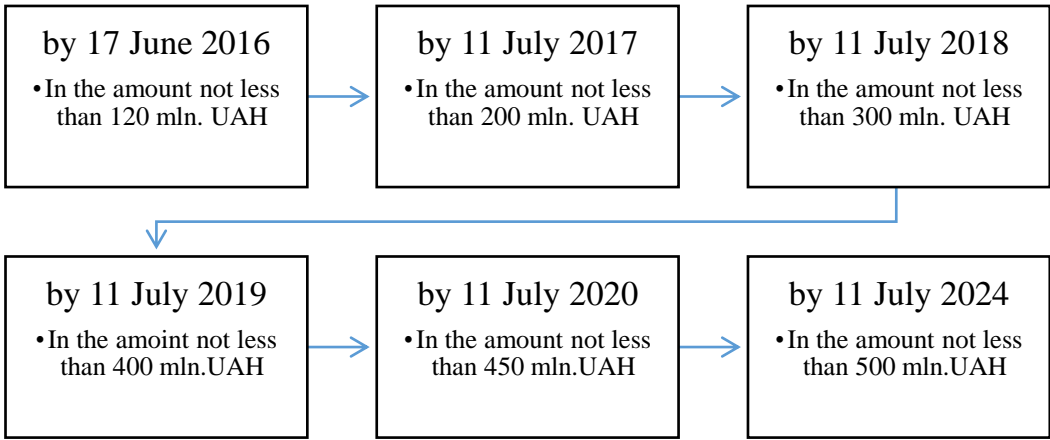 by 17 June 2016
•In the amount not less
than 120 mln. UAH
by 11 July 2017
•In the amount not less
than 200 mln. UAH
by 11 July 2018
•In the amount not less
than 300 mln. UAH
by 11 July 2019
•In the amoint not less
than 400 mln.UAH
by 11 July 2020
•In the amount not less
than 450 mln.UAH
by 11 July 2024
•In the amount not less
than 500 mln.UAH